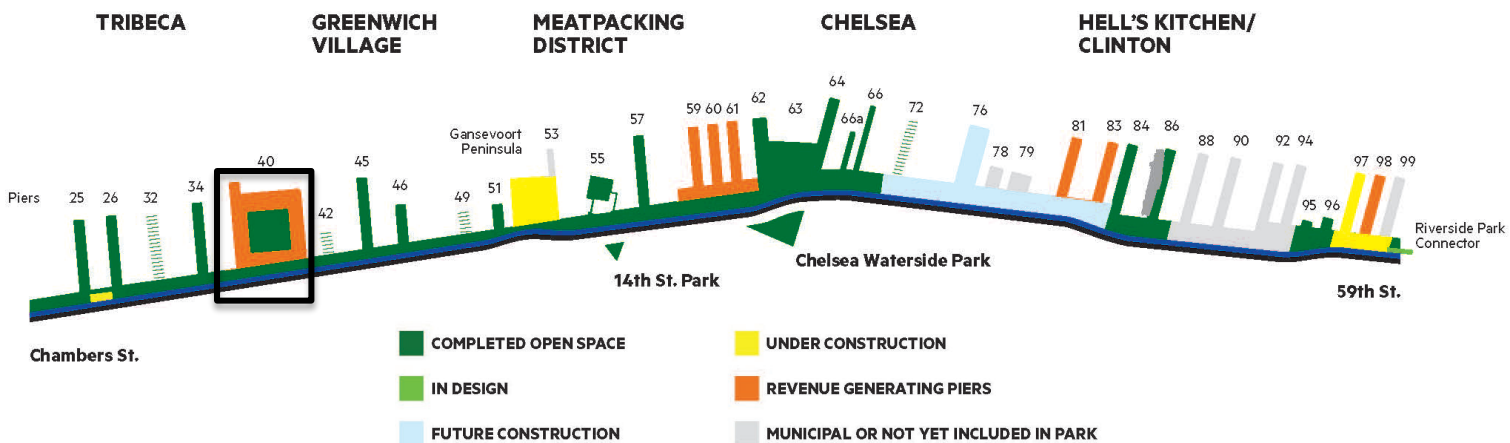 TRIBECA
GREENWICH
VILLAGE
MEATPACKING
DISTRICT
CHELSEA
HELL'S KITCHEN/
CLINTON
Piers
25
26
32
34
40
42
45
46
49
51
Gansevoort
Peninsula
53
55
57
59
60
61
62
63
64
66a
66
72
76
78
79
81
83
84
86
88
90
92
94
95
96
97
98
99
Riverside Park
Connector
14th St. Park
Chelsea Waterside Park
59th St.
Chambers St.
COMPLETED OPEN SPACE
IN DESIGN
FUTURE CONSTRUCTION
UNDER CONSTRUCTION
REVENUE GENERATING PIERS
MUNICIPAL OR NOT YET INCLUDED IN PARK